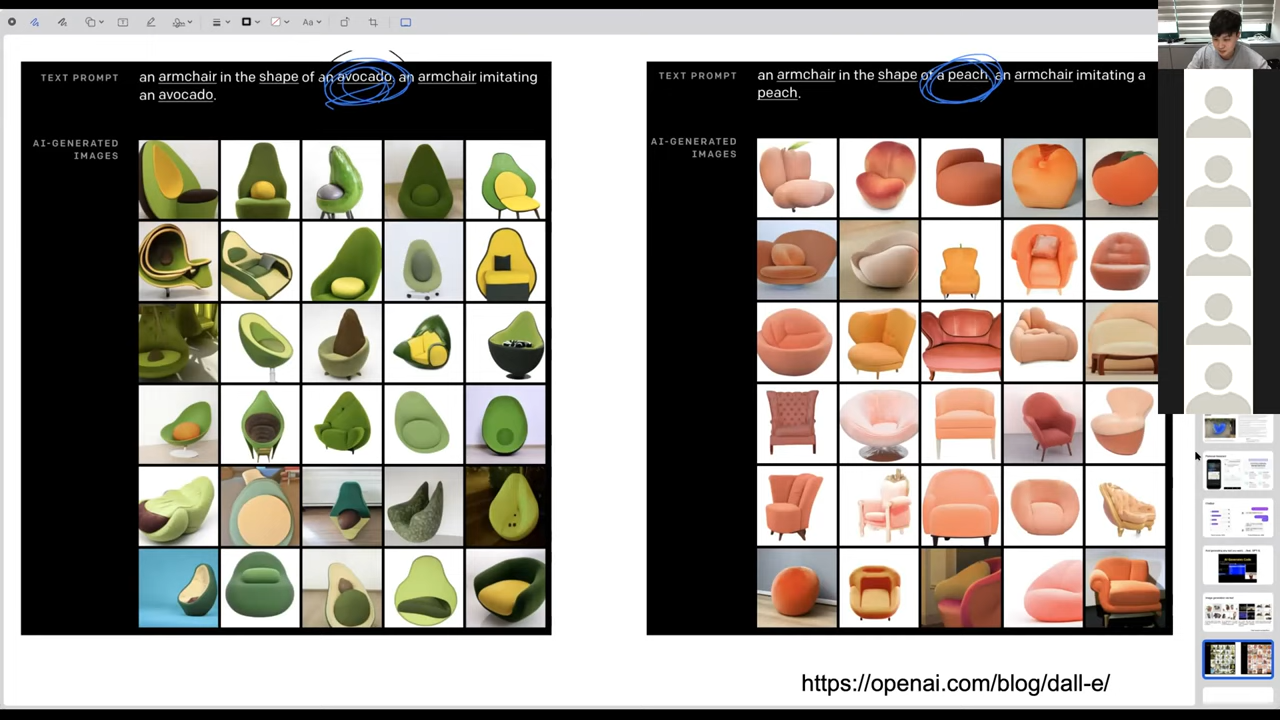 Aa
TEXT PROMPT
an armchair in the shape of an avocado. an armchair imitating
an avocado.
AI-GENERATED
IMAGES
TEXT PROMPT
an armchair in the shape of a peach. an armchair imitating a
peach.
AI-GENERATED
IMAGES
https://openai.com/blog/dall-e/